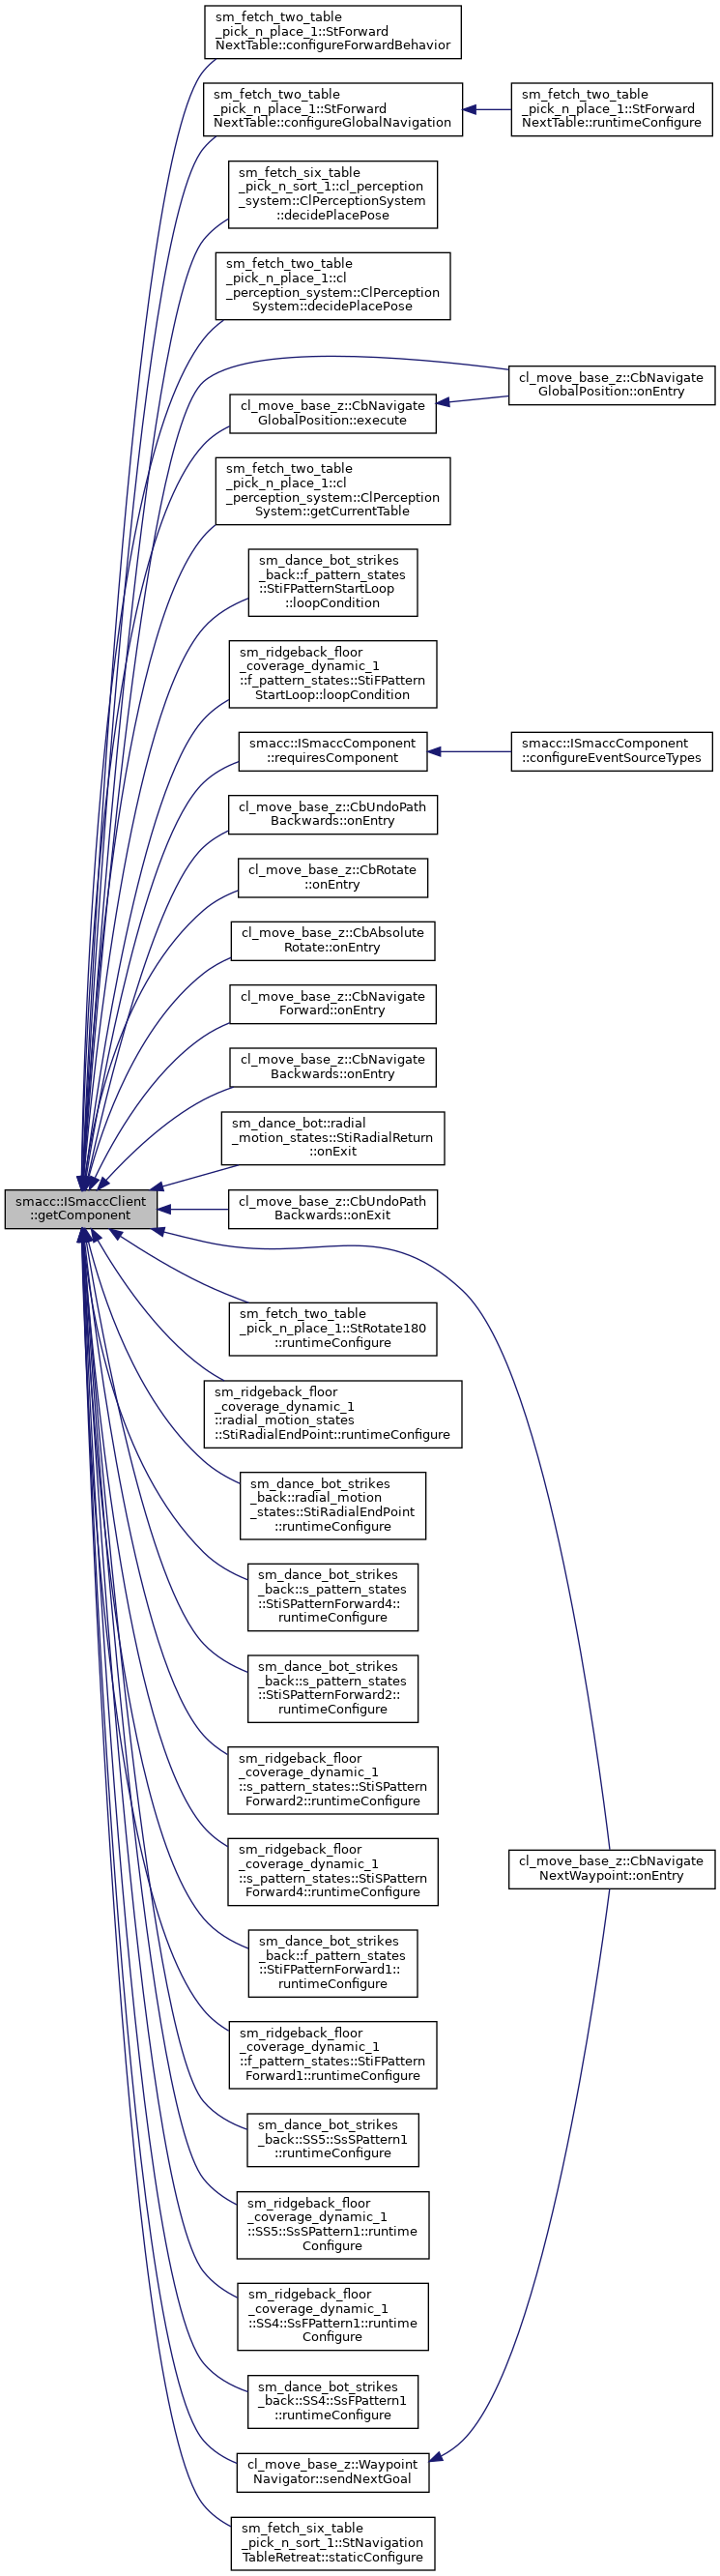 sm_fetch_two_table
_pick_n_place_1::StForward
NextTable::configureForwardBehavior
sm_fetch_two_table
_pick_n_place_1::StForward
NextTable::configureGlobalNavigation
sm_fetch_two_table
_pick_n_place_1::StForward
NextTable::runtimeConfigure
sm_fetch_six_table
_pick_n_sort_1::cl_perception
_system::ClPerceptionSystem
::decidePlacePose
sm_fetch_two_table
_pick_n_place_1::cl
_perception_system::ClPerception
System::decidePlacePose
cl_move_base_z::CbNavigate
GlobalPosition::onEntry
cl_move_base_z::CbNavigate
GlobalPosition::execute
sm_fetch_two_table
_pick_n_place_1::cl
_perception_system::ClPerception
System::getCurrentTable
sm_dance_bot_strikes
_back::f_pattern_states
::StiFPatternStartLoop
::loopCondition
sm_ridgeback_floor
_coverage_dynamic_1
::f_pattern_states::StiFPattern
StartLoop::loopCondition
smacc::ISmaccComponent
::requiresComponent
smacc::ISmaccComponent
::configureEventSourceTypes
cl_move_base_z::CbUndoPath
Backwards::onEntry
cl_move_base_z::CbRotate
::onEntry
cl_move_base_z::CbAbsolute
Rotate::onEntry
cl_move_base_z::CbNavigate
Forward::onEntry
cl_move_base_z::CbNavigate
Backwards::onEntry
sm_dance_bot::radial
_motion_states::StiRadialReturn
::onExit
smacc::ISmaccClient
::getComponent
cl_move_base_z::CbUndoPath
Backwards::onExit
sm_fetch_two_table
_pick_n_place_1::StRotate180
::runtimeConfigure
sm_ridgeback_floor
_coverage_dynamic_1
::radial_motion_states
::StiRadialEndPoint::runtimeConfigure
sm_dance_bot_strikes
_back::radial_motion
_states::StiRadialEndPoint
::runtimeConfigure
sm_dance_bot_strikes
_back::s_pattern_states
::StiSPatternForward4::
runtimeConfigure
sm_dance_bot_strikes
_back::s_pattern_states
::StiSPatternForward2::
runtimeConfigure
sm_ridgeback_floor
_coverage_dynamic_1
::s_pattern_states::StiSPattern
Forward2::runtimeConfigure
sm_ridgeback_floor
_coverage_dynamic_1
::s_pattern_states::StiSPattern
Forward4::runtimeConfigure
cl_move_base_z::CbNavigate
NextWaypoint::onEntry
sm_dance_bot_strikes
_back::f_pattern_states
::StiFPatternForward1::
runtimeConfigure
sm_ridgeback_floor
_coverage_dynamic_1
::f_pattern_states::StiFPattern
Forward1::runtimeConfigure
sm_dance_bot_strikes
_back::SS5::SsSPattern1
::runtimeConfigure
sm_ridgeback_floor
_coverage_dynamic_1
::SS5::SsSPattern1::runtime
Configure
sm_ridgeback_floor
_coverage_dynamic_1
::SS4::SsFPattern1::runtime
Configure
sm_dance_bot_strikes
_back::SS4::SsFPattern1
::runtimeConfigure
cl_move_base_z::Waypoint
Navigator::sendNextGoal
sm_fetch_six_table
_pick_n_sort_1::StNavigation
TableRetreat::staticConfigure